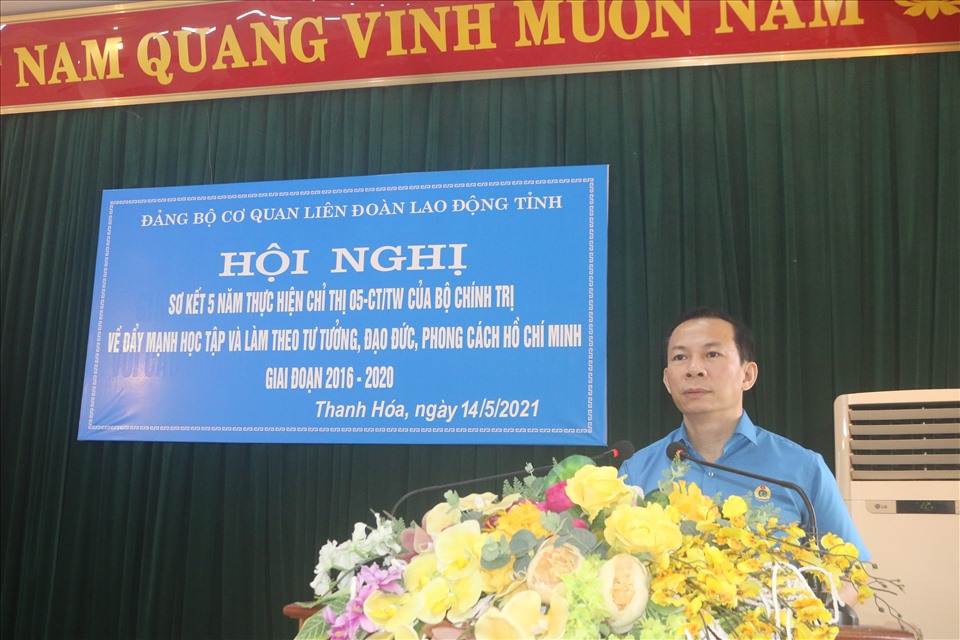 NAM QUANG VINH MUÔN NĂM
ĐẢNG BỘ CƠ QUAN LIÊN ĐOÀN LAO ĐỘNG TỈNH
HỘI NGHỊ
SƠ KẾT 5 NĂM THỰC HIỆN CHỈ THỊ 05-CT/TW CỦA BỘ CHÍNH TRỊ
VỀ ĐẨY MẠNH HỌC TẬP VÀ LÀM THEO TƯ TƯỞNG, ĐẠO ĐỨC, PHONG CÁCH HỒ CHÍ MINH
GIAI ĐOẠN 2016 - 2020
Thanh Hóa, ngày 14/5/2021
LG